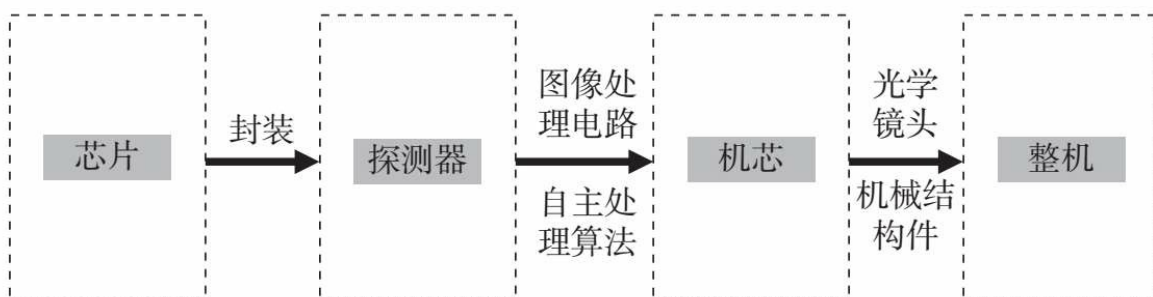 芯片
封装
探测器
图像处
理电路
自主处
理算法
机芯
光学
镜头
机械结
构件
整机